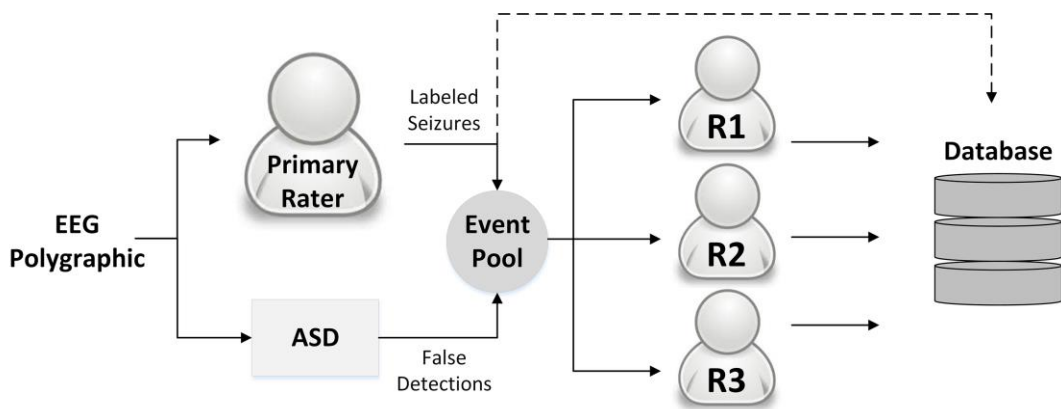 EEG
Polygraphic
Primary
Rater
Labeled
Seizures
ASD
False
Detections
Event
Pool
R1
R2
R3
Database